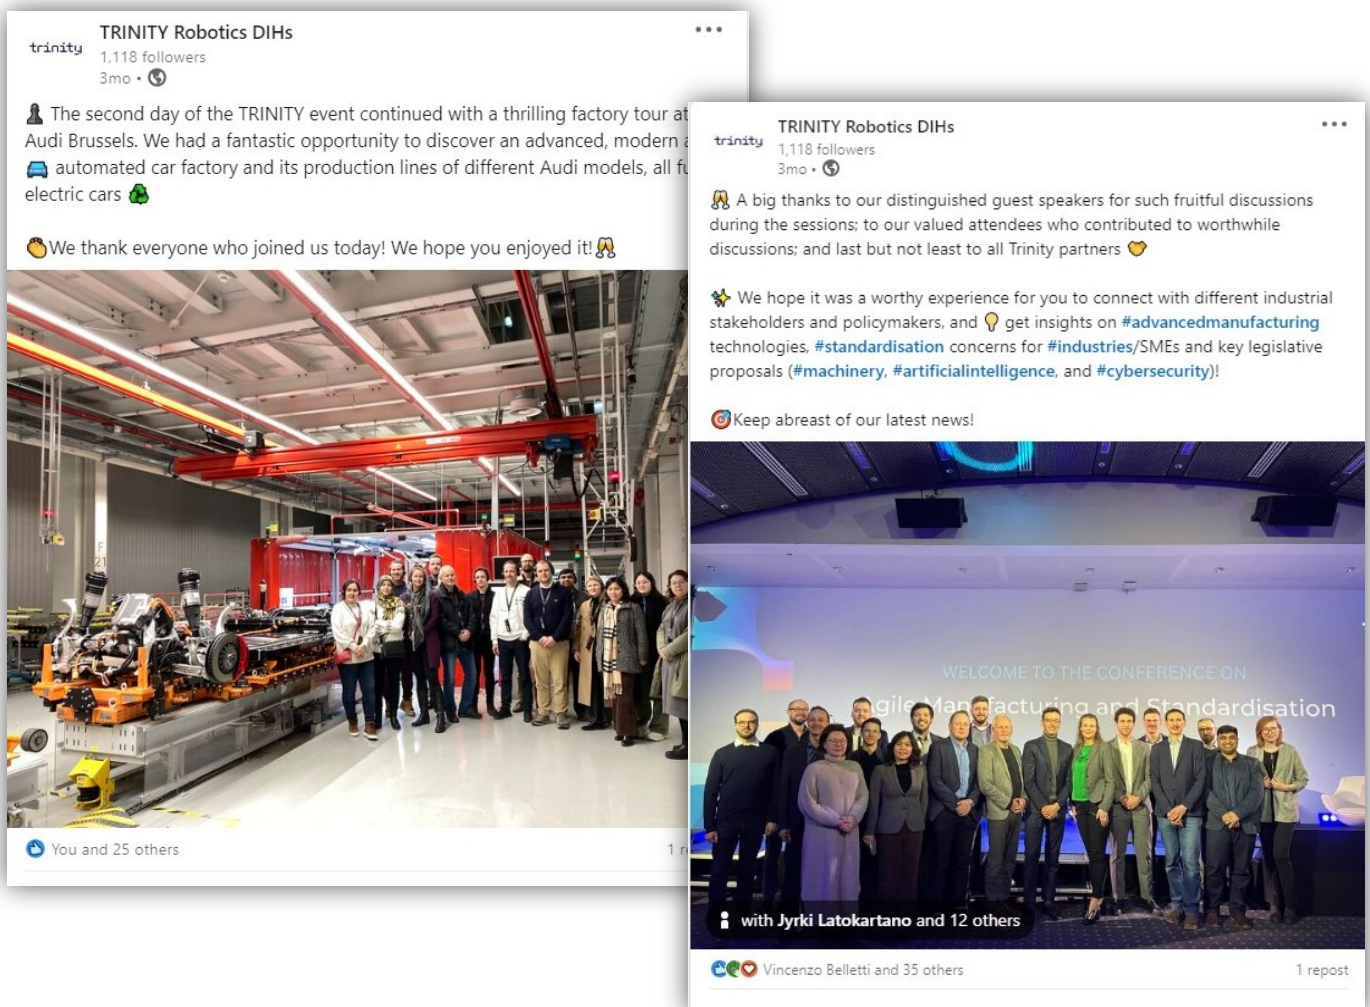 trinity
TRINITY Robotics DIHs
1,118 followers
3mo •
The second day of the TRINITY event continued with a thrilling factory tour at
Audi Brussels. We had a fantastic opportunity to discover an advanced, modern
automated car factory and its production lines of different Audi models, all
electric cars
We thank everyone who joined us today! We hope you enjoyed it!
F
21
You and 25 others
1
trinity
TRINITY Robotics DIHs
1,118 followers
3mo •
A big thanks to our distinguished guest speakers for such fruitful discussions
during the sessions; to our valued attendees who contributed to worthwhile
discussions; and last but not least to all Trinity partners
We hope it was a worthy experience for you to connect with different industrial
stakeholders and policymakers, and get insights on #advancedmanufacturing
technologies, #standardisation concerns for #industries/SMEs and key legislative
proposals (#machinery, #artificialintelligence, and #cybersecurity)!
Keep abreast of our latest news!
WELCOME TO THE CONFERENCE ON
Agile Manufacturing and Standardisation
with Jyrki Latokartano and 12 others
Vincenzo Belletti and 35 others
1 repost